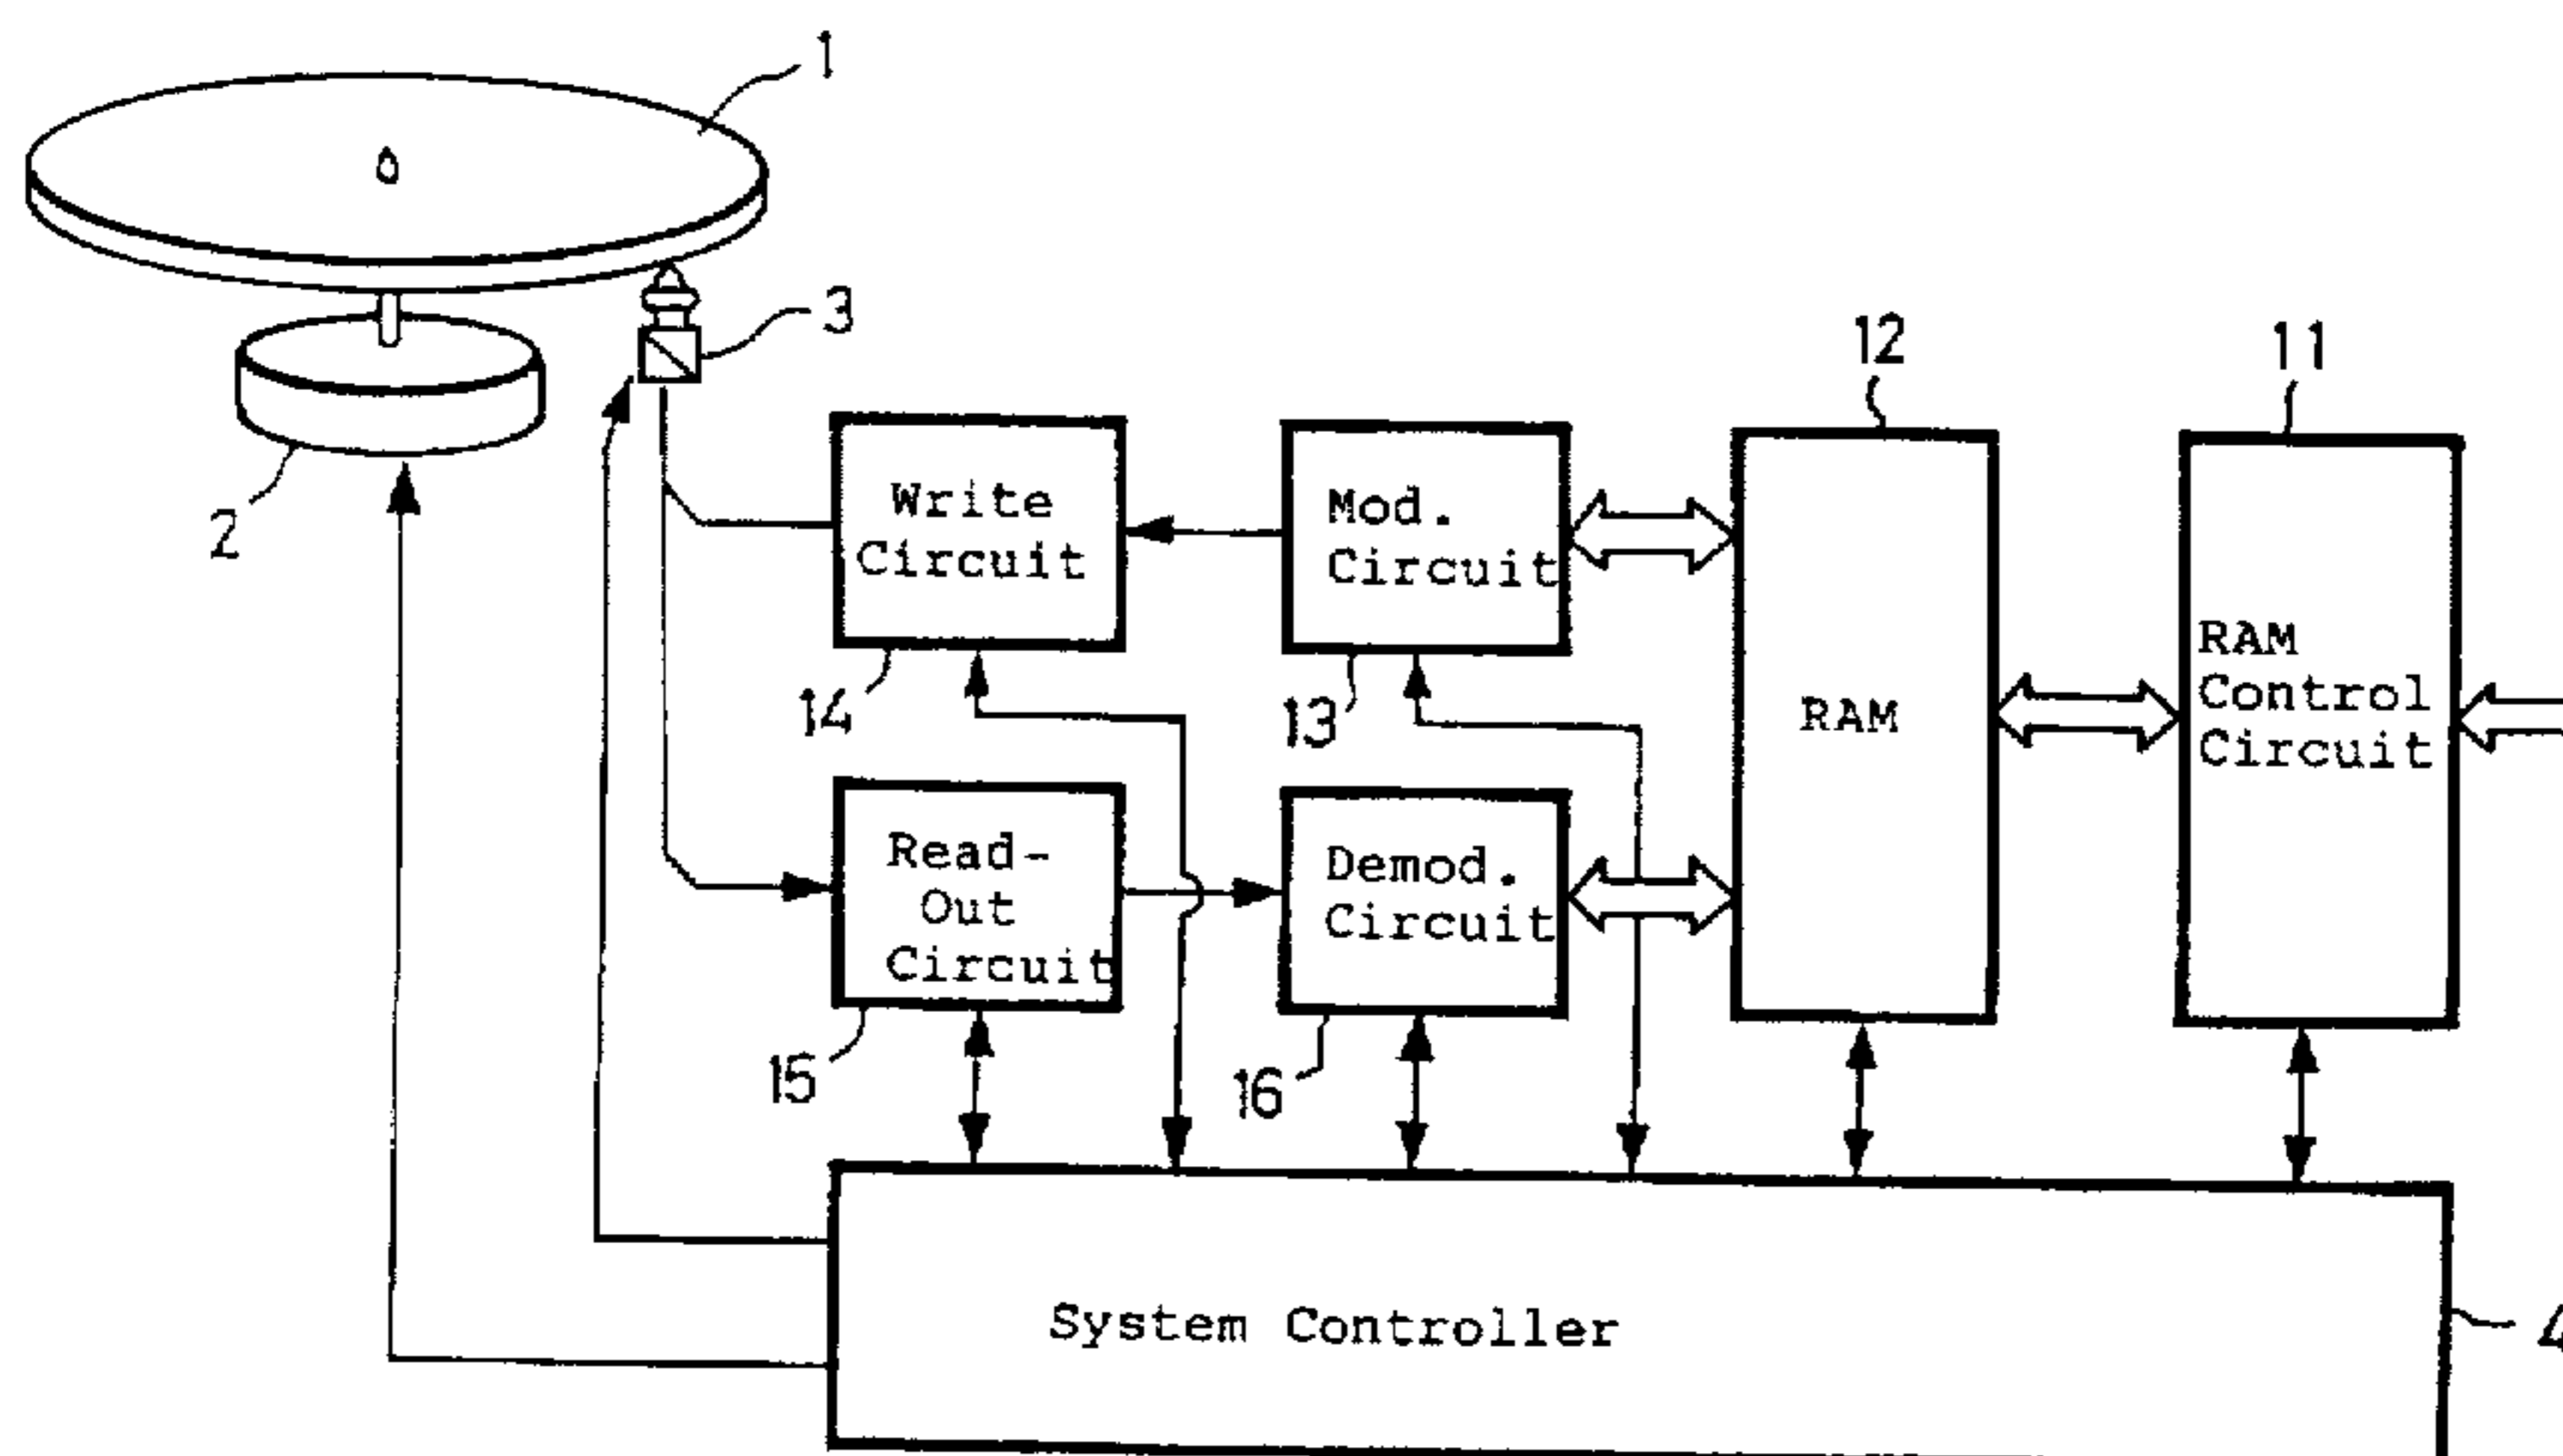 1
3
2
12
11
Write
Circuit
Mod.
Circuit
14
13
RAM
RAM
Control
Circuit
Read-
Out
Circuit
Demod.
Circuit
15
16
System Controller
4